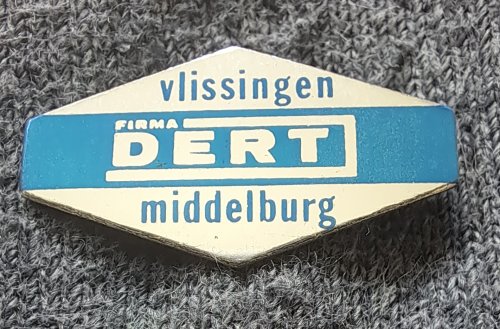 vlissingen
FIRMA
DERT
middelburg